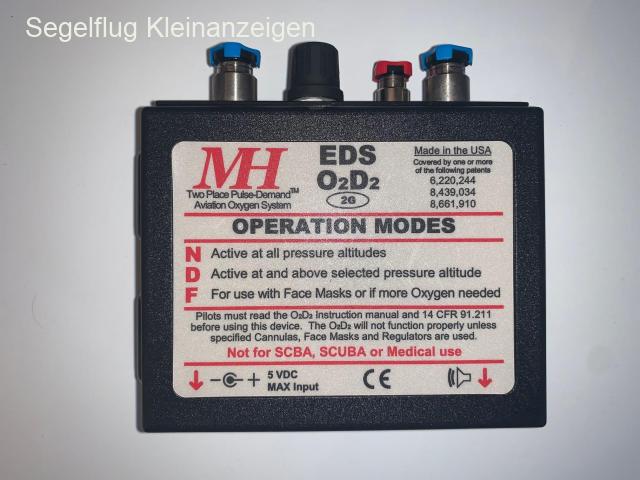 Segelflug Kleinanzeigen
MH
Two Place Pulse-Demand™
Aviation Oxygen System
EDS
O₂D₂
2G
Made in the USA
Covered by one or more
of the following patents
6,220,244
8,439,034
8,661,910
OPERATION MODES
N Active at all pressure altitudes
D Active at and above selected pressure altitude
F For use with Face Masks or if more Oxygen needed
Pilots must read the O₂D₂ instruction manual and 14 CFR 91.211
before using this device. The O₂D₂ will not function properly unless
specified Cannulas, Face Masks and Regulators are used.
Not for SCBA, SCUBA or Medical use
- + 5 VDC
MAX Input
CE